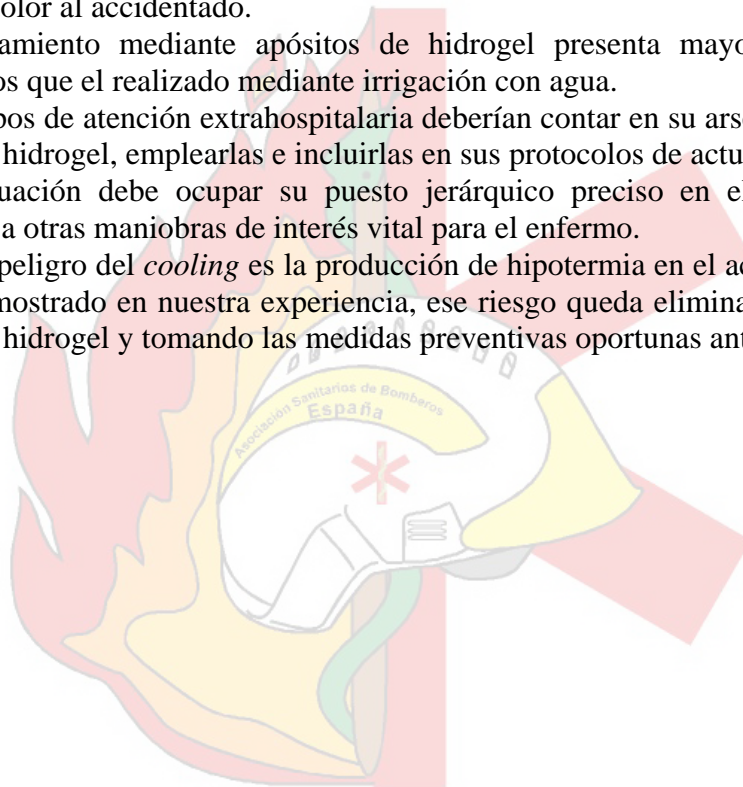 olor al accidentado.
amiento mediante apósitos de hidrogel presenta mayo
os que el realizado mediante irrigación con agua.
pos de atención extrahospitalaria deberían contar en su arse
hidrogel, emplearlas e incluirlas en sus protocolos de actu
uación debe ocupar su puesto jerárquico preciso en el
a otras maniobras de interés vital para el enfermo.
peligro del cooling es la producción de hipotermia en el ac
mostrado en nuestra experiencia, ese riesgo queda elimina
hidrogel y tomando las medidas preventivas oportunas ant
Asociación Sanitarios de Bomberos
España